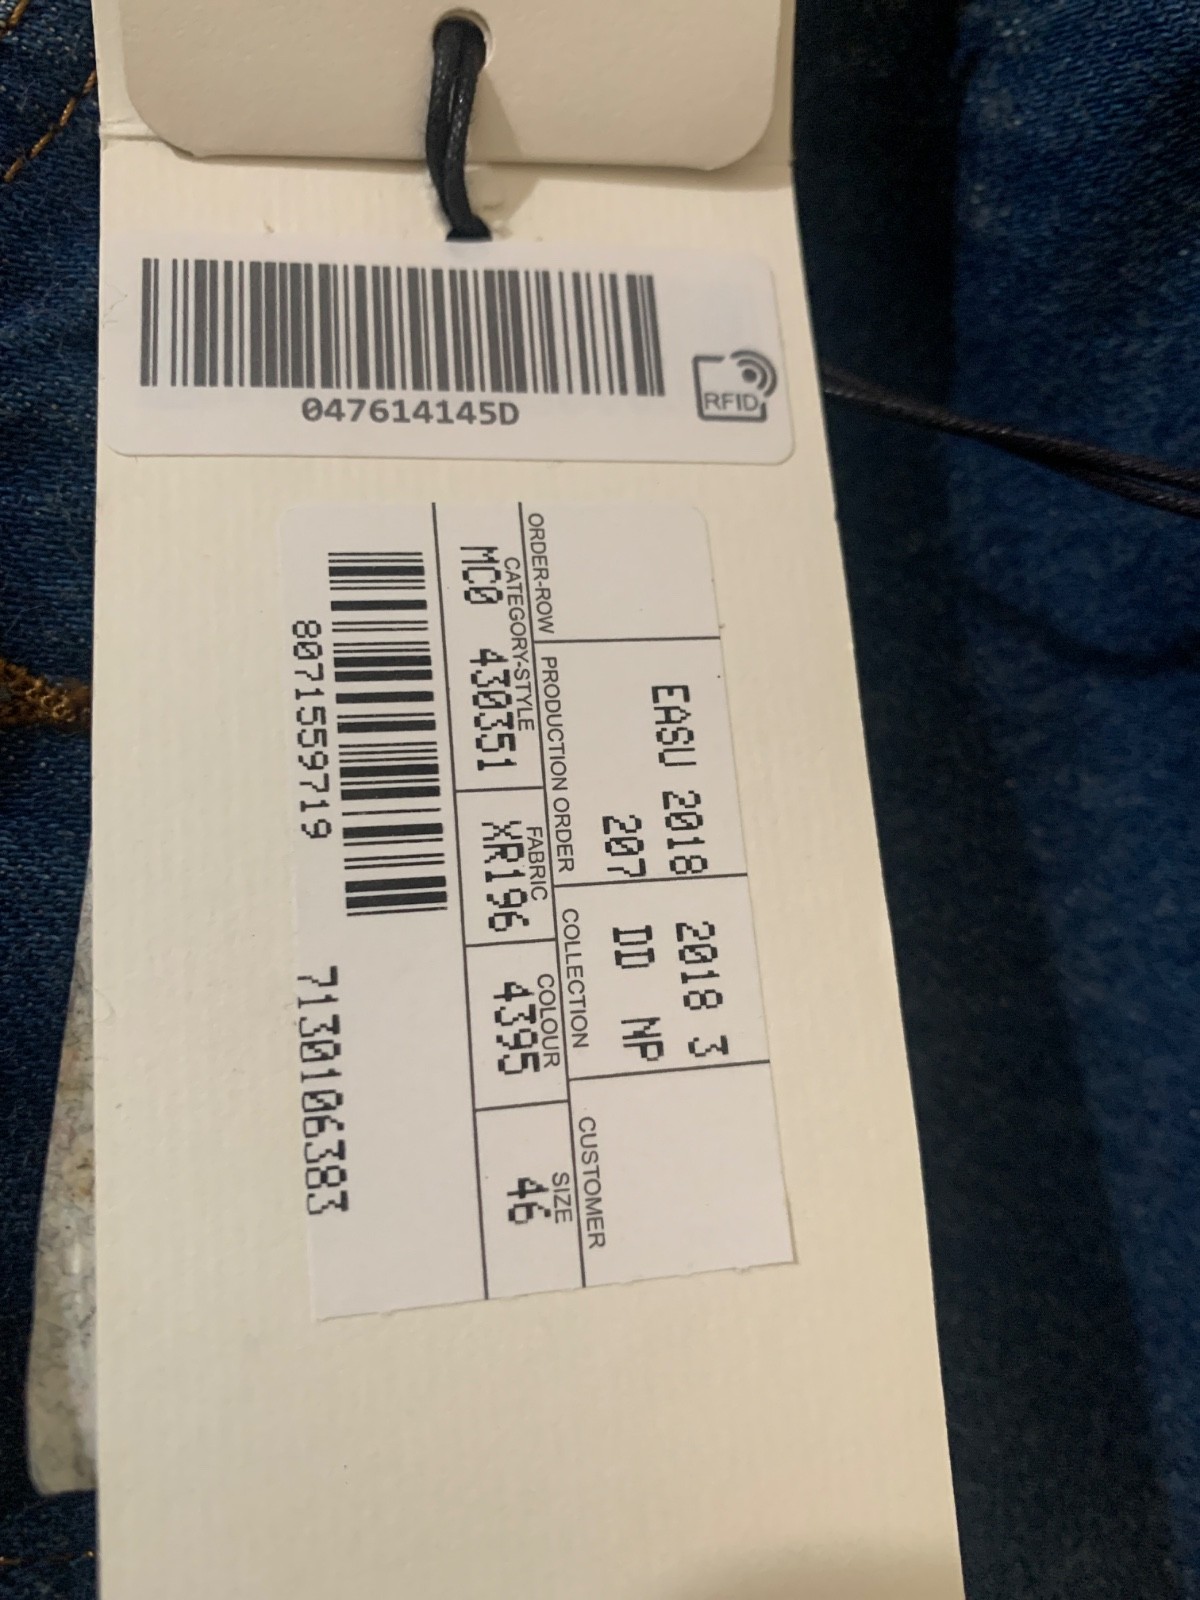 047614145D
RFID
EASU 2018 2018 3
207 DD NP
ORDER-ROW PRODUCTION ORDER COLLECTION CUSTOMER
CATEGORY-STYLE FABRIC COLOUR SIZE
MC0 430351 XR196 4395 46
8071559719 7130106383